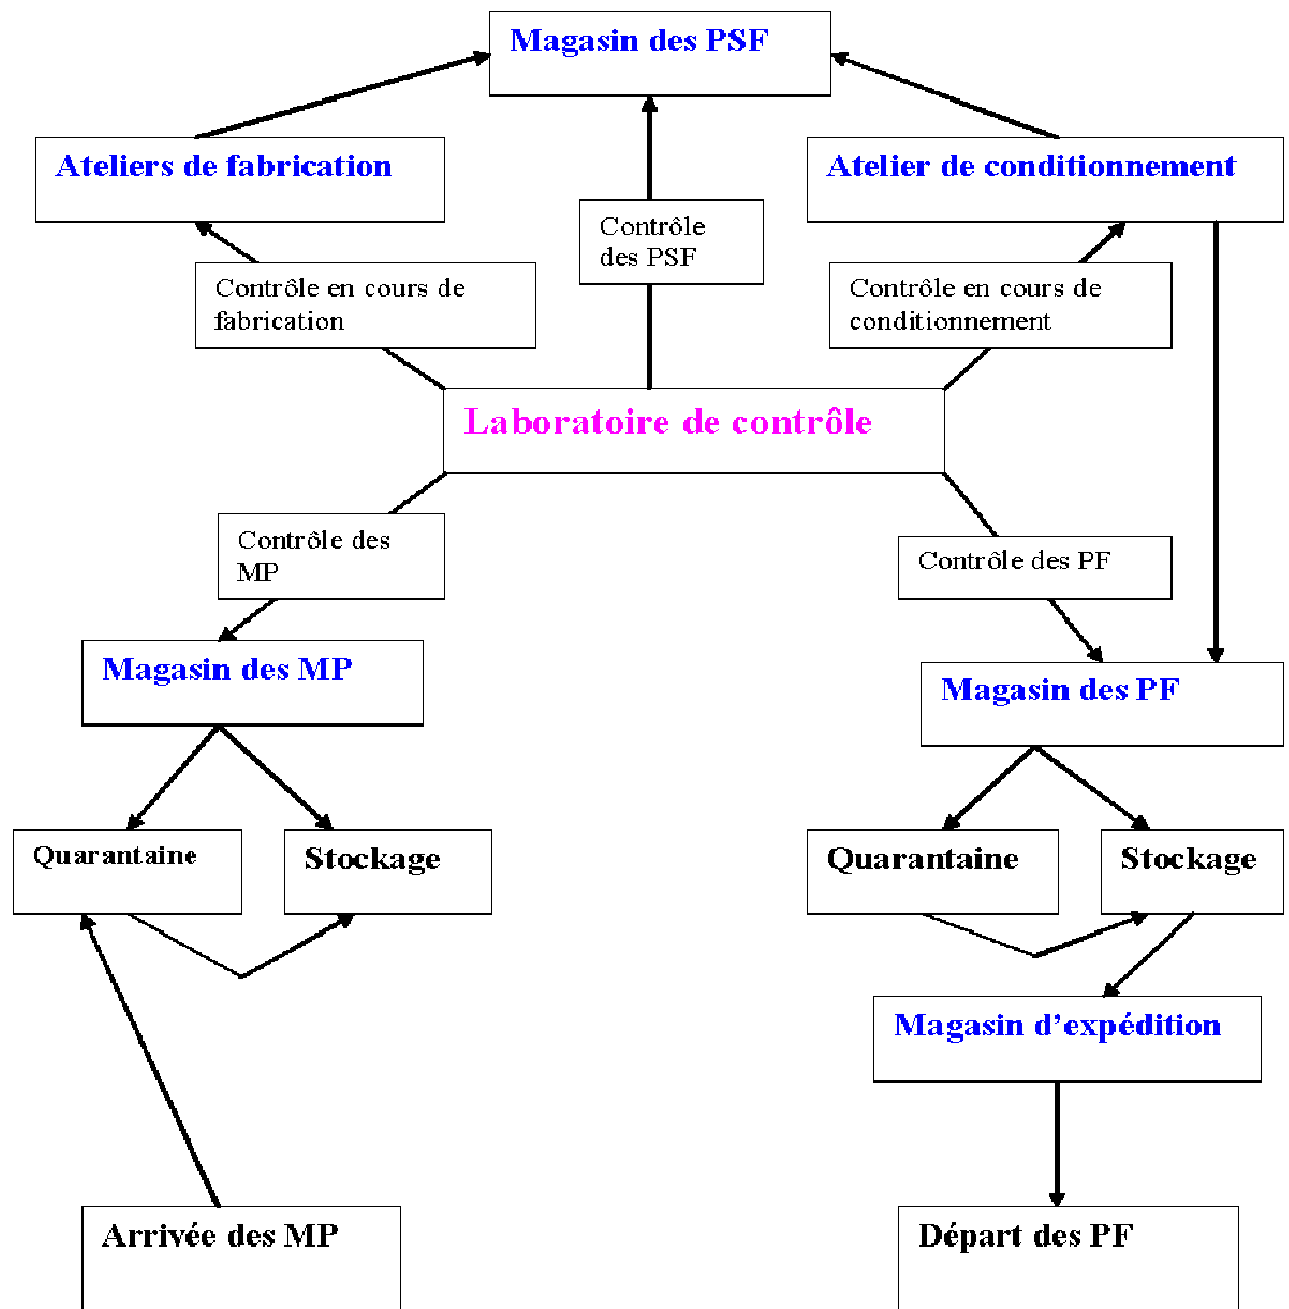 Magasin des PSF
Ateliers de fabrication
Atelier de conditionnement
Contrôle
des PSF
Contrôle en cours de
fabrication
Contrôle en cours de
conditionnement
Laboratoire de contrôle
Contrôle des
MP
Contrôle des PF
Magasin des MP
Magasin des PF
Quarantaine
Stockage
Quarantaine
Stockage
Magasin d’expédition
Arrivée des MP
Départ des PF